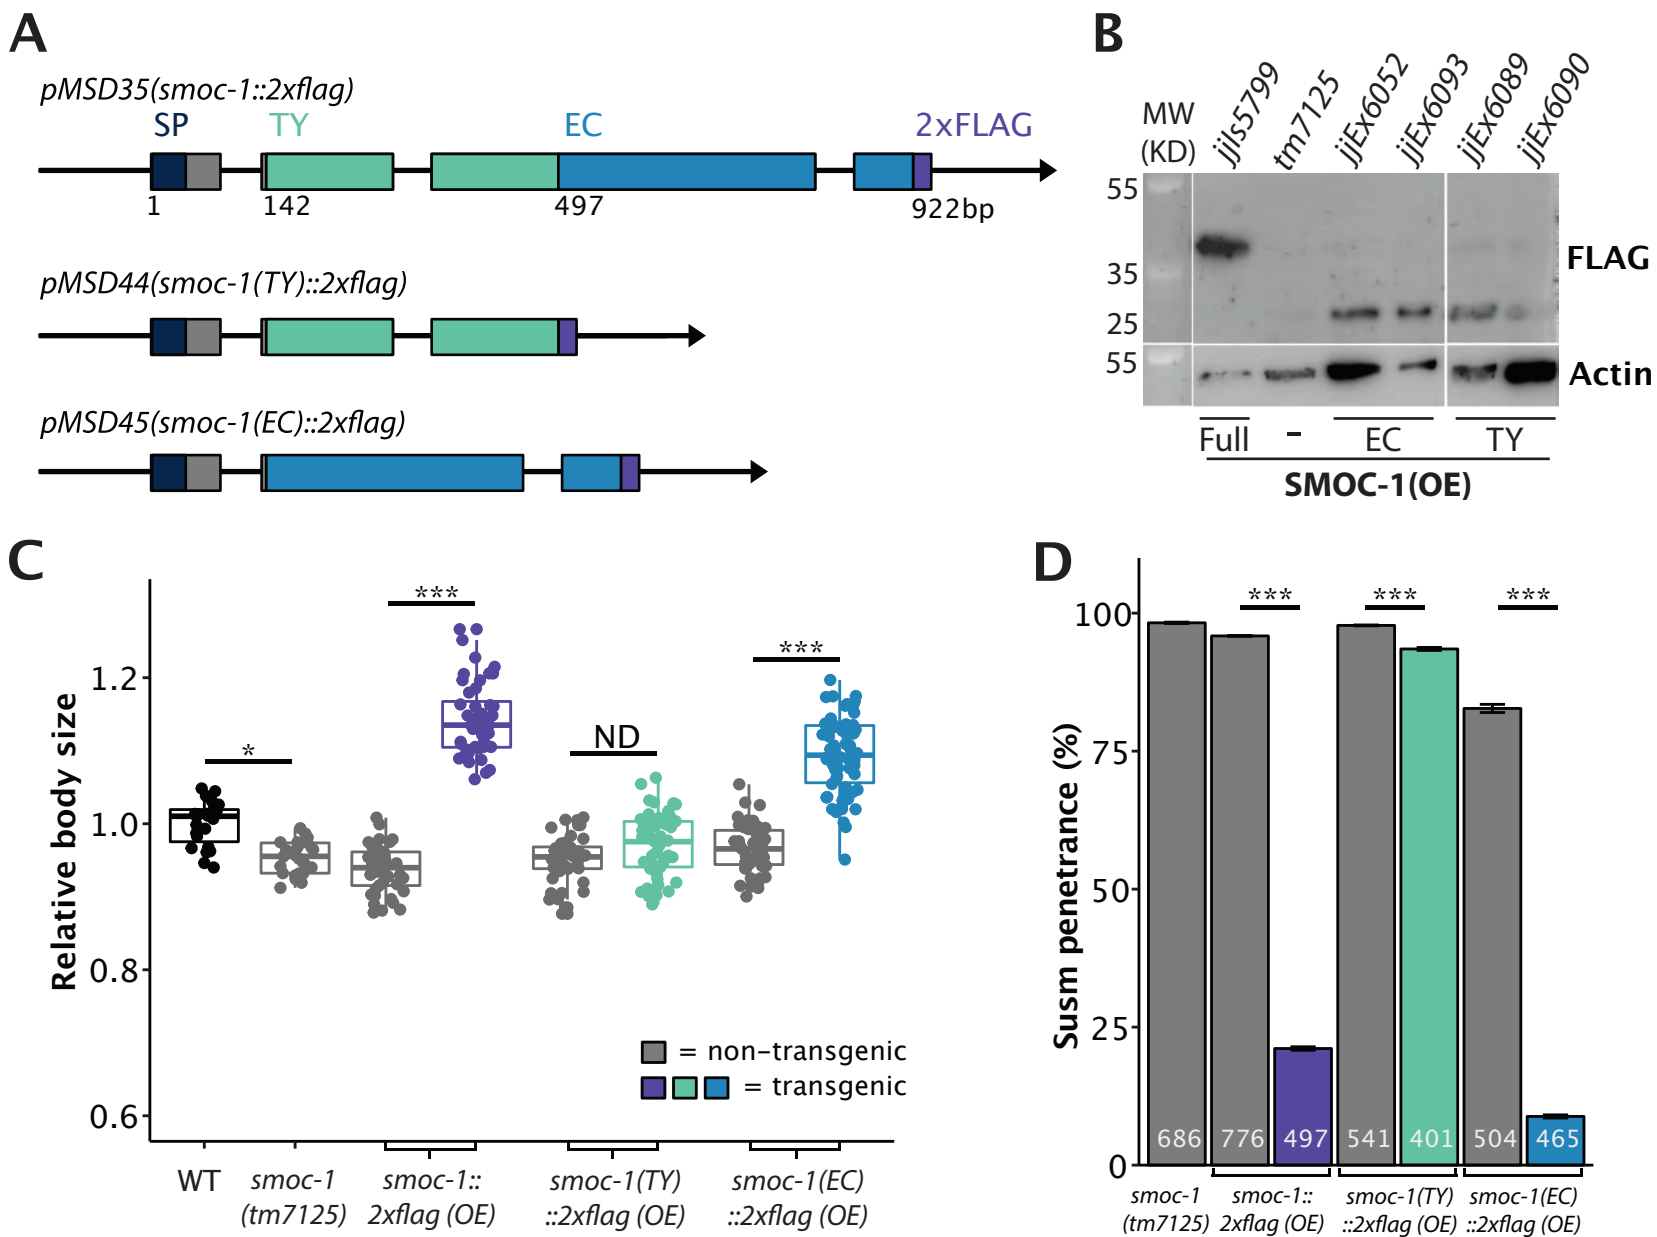 A
pMSD35(smoc-1::2xflag)
SP TY EC 2xFLAG
1 142 497 922bp
pMSD44(smoc-1(TY)::2xflag)
pMSD45(smoc-1(EC)::2xflag)
B
MW
(KD)
jjIs5799
tm7125
jjEx6052
jjEx6093
jjEx6089
jjEx6090
55
35
25
55
FLAG
Actin
Full - EC TY
SMOC-1(OE)
C
Relative body size
1.2
1.0
0.8
0.6
*
***
ND
***
= non-transgenic
= transgenic
WT
smoc-1
(tm7125)
smoc-1::
2xflag (OE)
smoc-1(TY)
::2xflag (OE)
smoc-1(EC)
::2xflag (OE)
D
Susm penetrance (%)
100
75
50
25
0
*** *** ***
686 776 497 541 401 504 465
smoc-1
(tm7125)
smoc-1::
2xflag (OE)
smoc-1(TY)
::2xflag (OE)
smoc-1(EC)
::2xflag (OE)